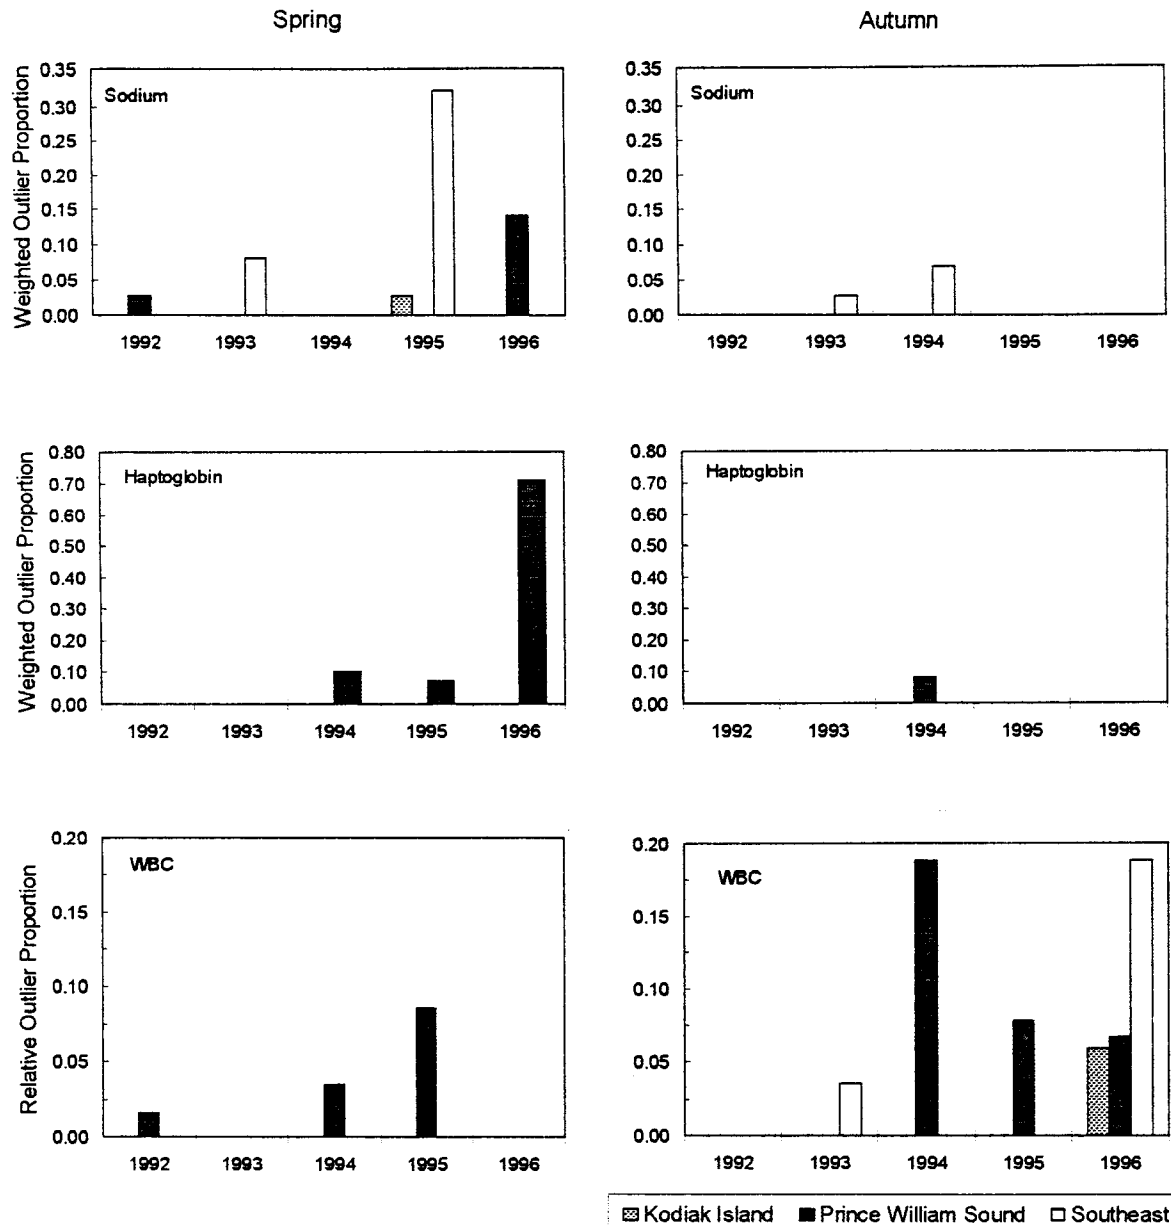 Spring
Autumn
Weighted Outlier Proportion
0.35
0.30
0.25
0.20
0.15
0.10
0.05
0.00
Sodium
1992 1993 1994 1995 1996
0.35
0.30
0.25
0.20
0.15
0.10
0.05
0.00
Sodium
1992 1993 1994 1995 1996
Weighted Outlier Proportion
0.80
0.70
0.60
0.50
0.40
0.30
0.20
0.10
0.00
Haptoglobin
1992 1993 1994 1995 1996
0.80
0.70
0.60
0.50
0.40
0.30
0.20
0.10
0.00
Haptoglobin
1992 1993 1994 1995 1996
Relative Outlier Proportion
0.20
0.15
0.10
0.05
0.00
WBC
1992 1993 1994 1995 1996
0.20
0.15
0.10
0.05
0.00
WBC
1992 1993 1994 1995 1996
Kodiak Island Prince William Sound Southeast